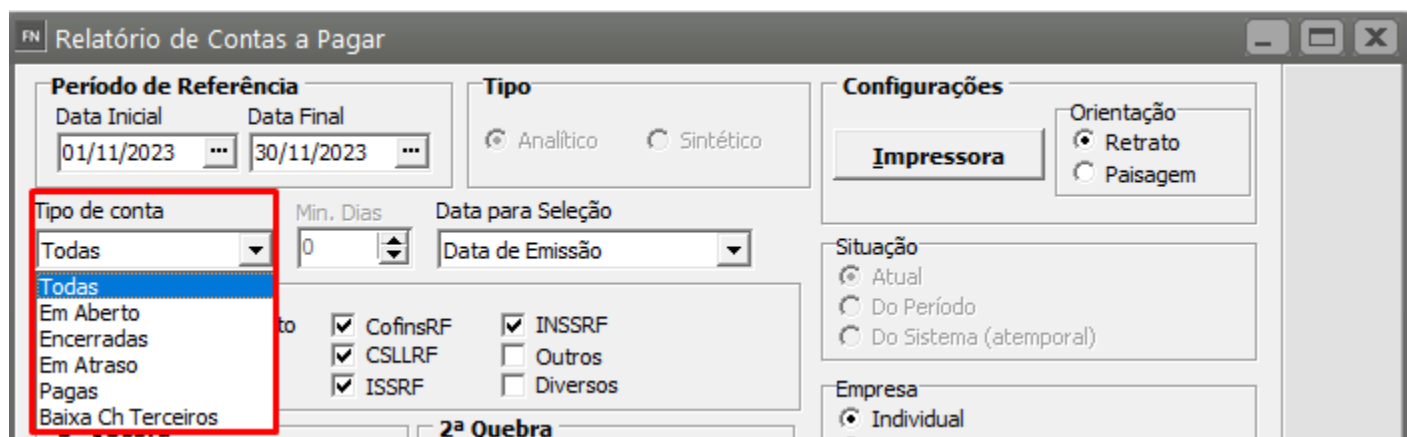 FN Relatório de Contas a Pagar
Período de Referência
Data Inicial Data Final
01/11/2023 ... 30/11/2023 ...
Tipo
Analítico Sintético
Configurações
Impressora
Orientação
Retrato
Paisagem
Tipo de conta
Todas
Min. Dias
0
Data para Seleção
Data de Emissão
Todas
Em Aberto
Encerradas
Em Atraso
Pagas
Baixa Ch Terceiros
CofinsRF INSSRF
CSLLRF Outros
ISSRF Diversos
Situação
Atual
Do Período
Do Sistema (atemporal)
2ª Quebra
Empresa
Individual